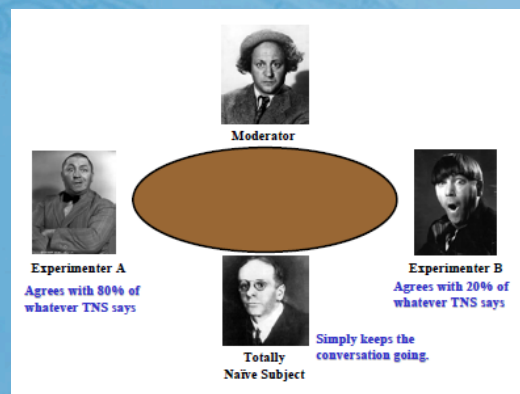 Moderator
Experimenter A
Agrees with 80% of
whatever TNS says
Experimenter B
Agrees with 20% of
whatever TNS says
Totally
Naïve Subject
Simply keeps the
conversation going.